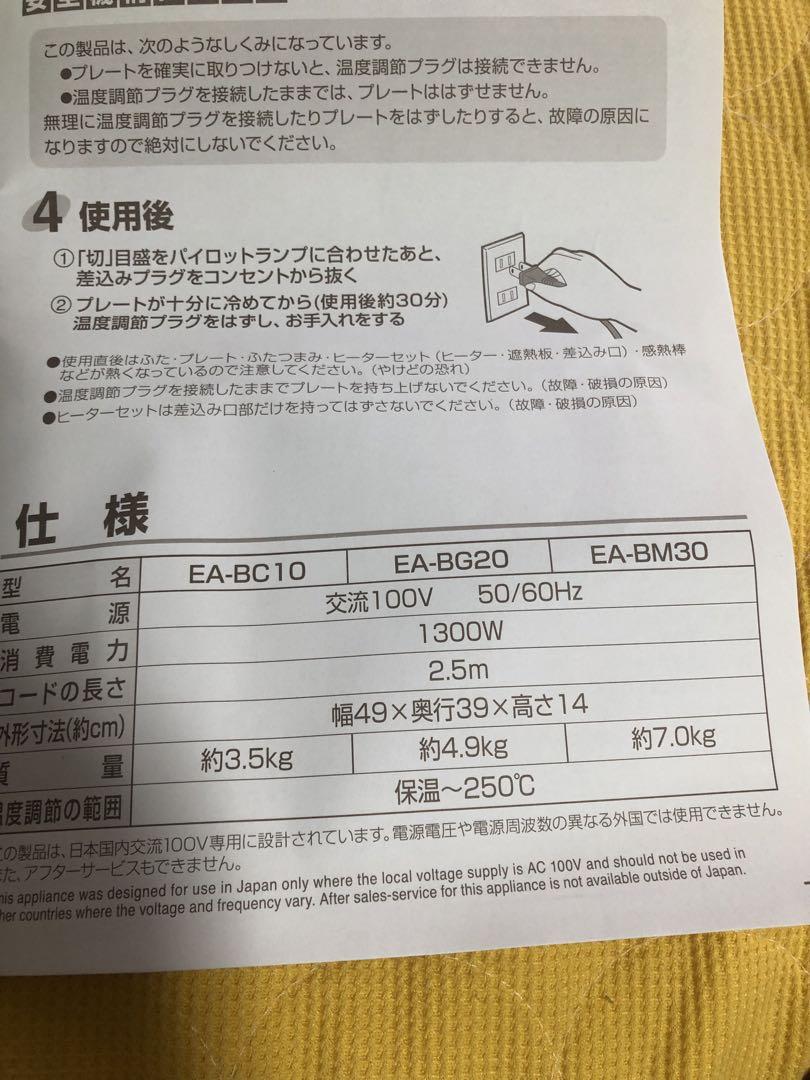 この製品は、次のようなしくみになっています。
●プレートを確実に取りつけないと、温度調節プラグは接続できません。
●温度調節プラグを接続したままでは、プレートははずせません。
無理に温度調節プラグを接続したりプレートをはずしたりすると、故障の原因に
なりますので絶対にしないでください。
4 使用後
①「切」目盛をパイロットランプに合わせたあと、
差込みプラグをコンセントから抜く
② プレートが十分に冷めてから(使用後約30分)
温度調節プラグをはずし、お手入れをする
●使用直後はふた・プレート・ふたつまみ・ヒーターセット(ヒーター・遮熱板・差込み口)・感熱棒
などが熱くなっているので注意してください。(やけどの恐れ)
●温度調節プラグを接続したままでプレートを持ち上げないでください。(故障・破損の原因)
●ヒーターセットは差込み口部だけを持ってはずさないでください。(故障・破損の原因)
仕様
型名 EA-BC10 EA-BG20 EA-BM30
電源 交流100V 50/60Hz
消費電力 1300W
コードの長さ 2.5m
外形寸法(約cm) 幅49×奥行39×高さ14
質量 約3.5kg 約4.9kg 約7.0kg
温度調節の範囲 保温~250℃
この製品は、日本国内交流100V専用に設計されています。電源電圧や電源周波数の異なる外国では使用できません。
また、アフターサービスもできません。
his appliance was designed for use in Japan only where the local voltage supply is AC 100V and should not be used in
her countries where the voltage and frequency vary. After sales-service for this appliance is not available outside of Japan.